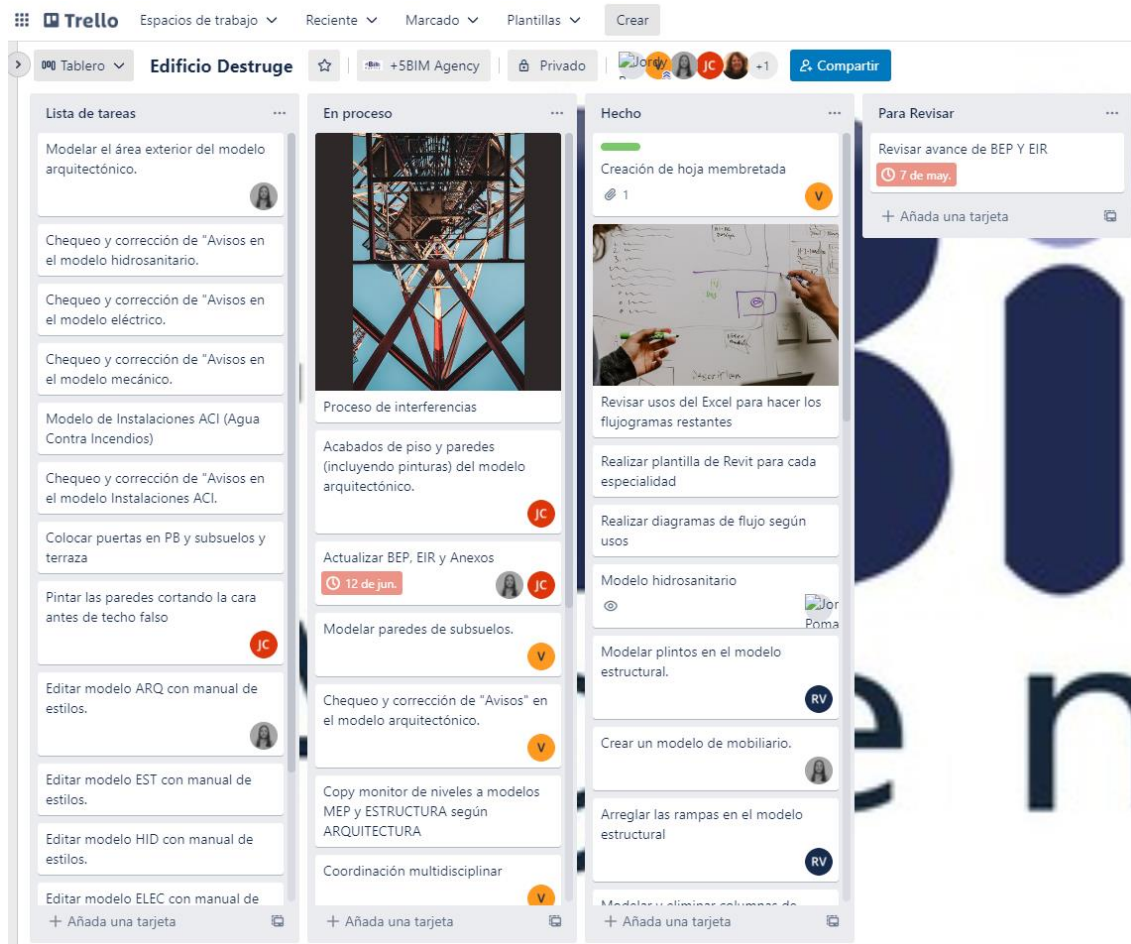 Trello Espacios de trabajo Reciente Marcado Plantillas Crear
Tablero Edificio Destruge +5BIM Agency Privado Jordy JC +1 Compartir
Lista de tareas
Modelar el área exterior del modelo
arquitectónico.
Chequeo y corrección de "Avisos en
el modelo hidrosanitario.
Chequeo y corrección de "Avisos en
el modelo eléctrico.
Chequeo y corrección de "Avisos en
el modelo mecánico.
Modelo de Instalaciones ACI (Agua
Contra Incendios)
Chequeo y corrección de "Avisos en
el modelo Instalaciones ACI.
Colocar puertas en PB y subsuelos y
terraza
Pintar las paredes cortando la cara
antes de techo falso
JC
Editar modelo ARQ con manual de
estilos.
Editar modelo EST con manual de
estilos.
Editar modelo HID con manual de
estilos.
Editar modelo ELEC con manual de
+ Añada una tarjeta
En proceso
Proceso de interferencias
Acabados de piso y paredes
(incluyendo pinturas) del modelo
arquitectónico.
JC
Actualizar BEP, EIR y Anexos
12 de jun.
JC
Modelar paredes de subsuelos.
V
Chequeo y corrección de "Avisos" en
el modelo arquitectónico.
V
Copy monitor de niveles a modelos
MEP y ESTRUCTURA según
ARQUITECTURA
Coordinación multidisciplinar
V
+ Añada una tarjeta
Hecho
Creación de hoja membretada
1
V
Revisar usos del Excel para hacer los
flujogramas restantes
Realizar plantilla de Revit para cada
especialidad
Realizar diagramas de flujo según
usos
Modelo hidrosanitario
Jor
Poma
Modelar plintos en el modelo
estructural.
RV
Crear un modelo de mobiliario.
Arreglar las rampas en el modelo
estructural
RV
Modelar y eliminar columnas de
+ Añada una tarjeta
Para Revisar
Revisar avance de BEP Y EIR
7 de may.
+ Añada una tarjeta